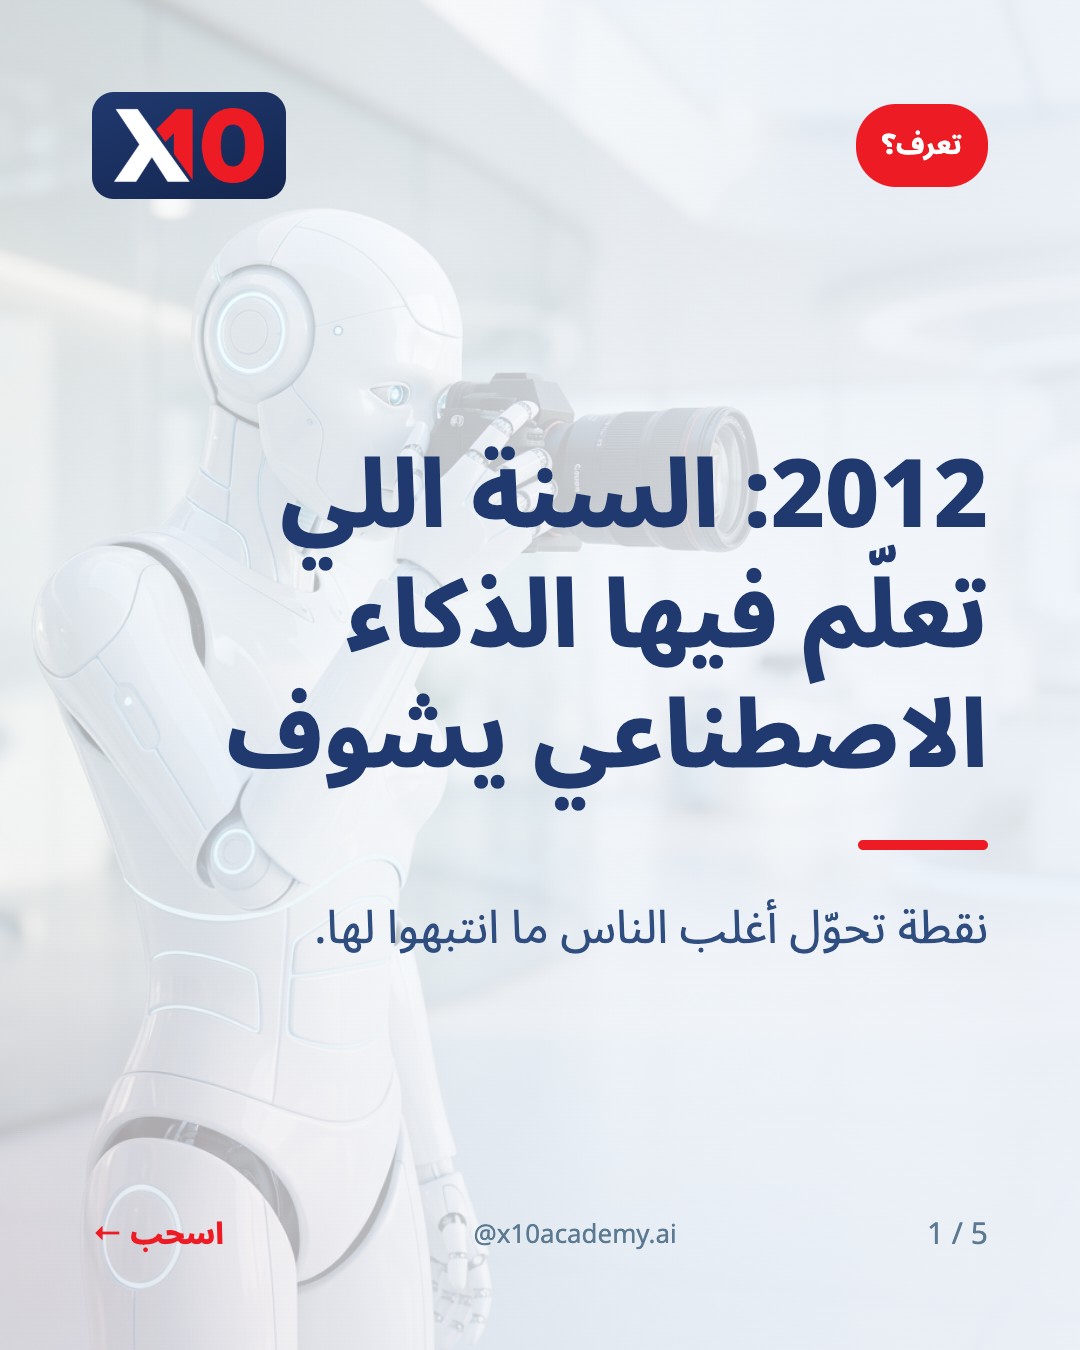 X10
تعرف؟
2012: السنة اللي
تعلّم فيها الذكاء
الاصطناعي يشوف
نقطة تحوّل أغلب الناس ما انتبهوا لها.
1 / 5
@x10academy.ai
اسحب ←